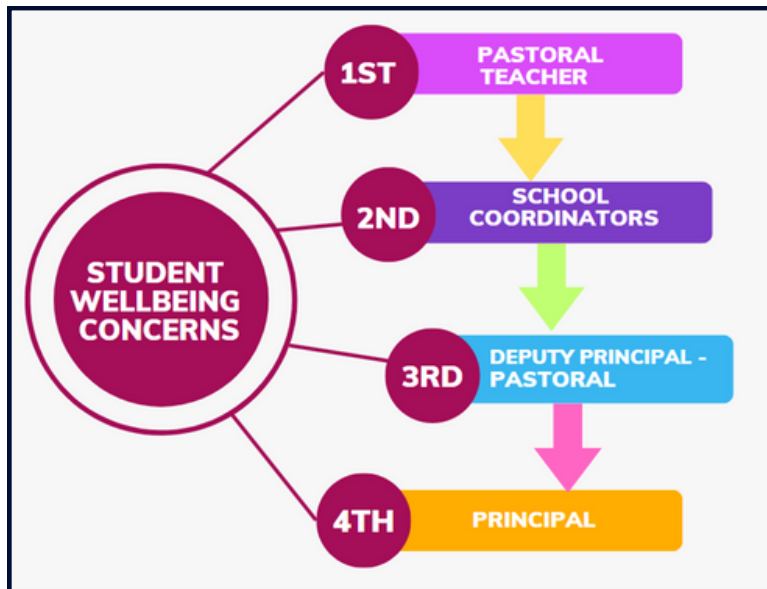 1ST
PASTORAL
TEACHER
2ND
SCHOOL
COORDINATORS
STUDENT
WELLBEING
CONCERNS
3RD
DEPUTY PRINCIPAL -
PASTORAL
4TH
PRINCIPAL